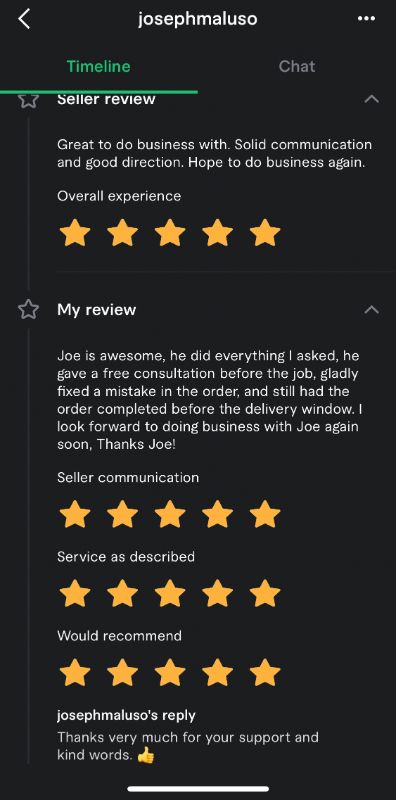 josephmaluso
Timeline
Chat
Seller review
Great to do business with. Solid communication
and good direction. Hope to do business again.
Overall experience
My review
Joe is awesome, he did everything I asked, he
gave a free consultation before the job, gladly
fixed a mistake in the order, and still had the
order completed before the delivery window. I
look forward to doing business with Joe again
soon, Thanks Joe!
Seller communication
Service as described
Would recommend
josephmaluso's reply
Thanks very much for your support and
kind words. 👍